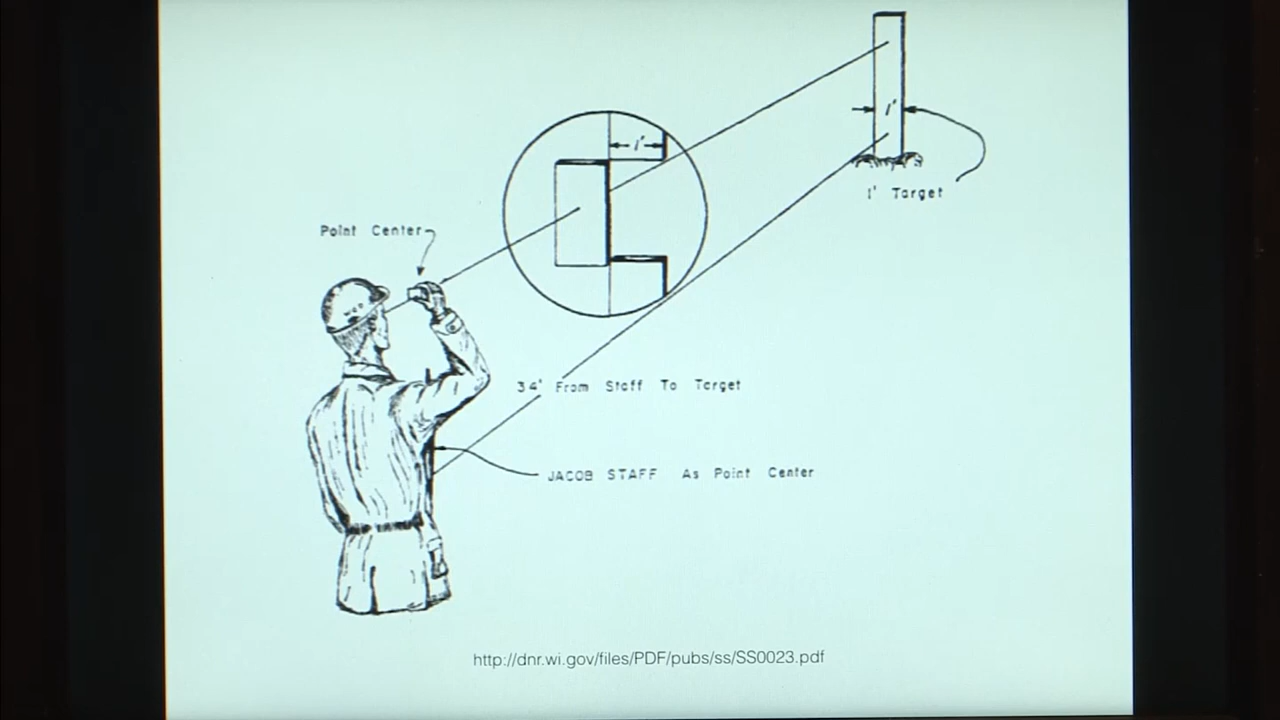 1'
1'
1' Target
Point Center
34' From Staff To Target
JACOB STAFF As Point Center
http://dnr.wi.gov/files/PDF/pubs/ss/SS0023.pdf